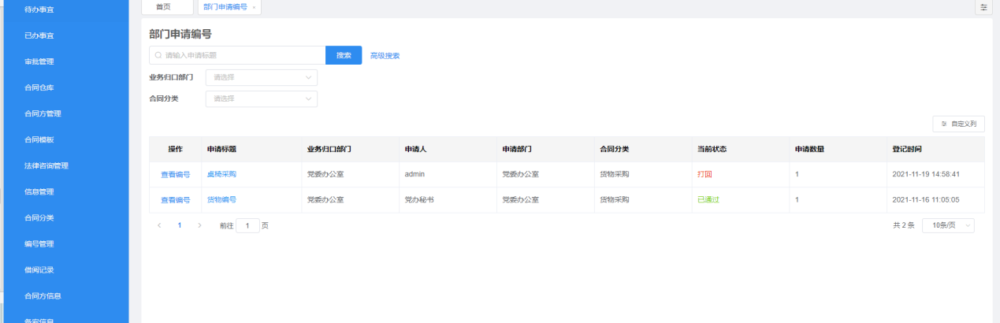 待办事宜
已办事宜
审批管理
合同仓库
合同方管理
合同模板
法律咨询管理
信息管理
合同分类
编号管理
借阅记录
合同方信息
备案信息
首页 部门申请编号 ×
部门申请编号
请输入申请标题 搜索 高级搜索
业务归口部门 请选择
合同分类 请选择
自定义列
操作 申请标题 业务归口部门 申请人 申请部门 合同分类 当前状态 申请数量 登记时间
查看编号 桌椅采购 党委办公室 admin 党委办公室 货物采购 打回 1 2021-11-19 14:58:41
查看编号 货物编号 党委办公室 党办秘书 党委办公室 货物采购 已通过 1 2021-11-16 11:05:05
< 1 > 前往 1 页 共 2 条 10条/页